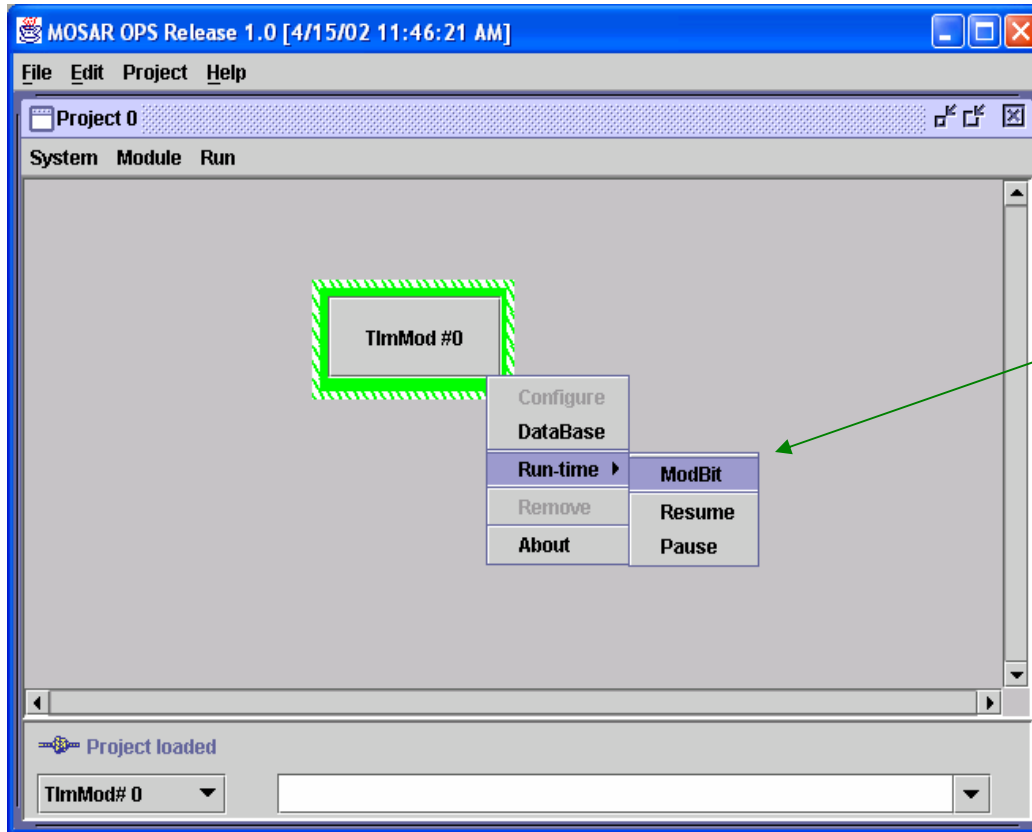 MOSAR OPS Release 1.0 [4/15/02 11:46:21 AM]
File Edit Project Help
Project 0
System Module Run
TlmMod #0
Configure
DataBase
Run-time
ModBit
Remove
Resume
About
Pause
Project loaded
TlmMod# 0